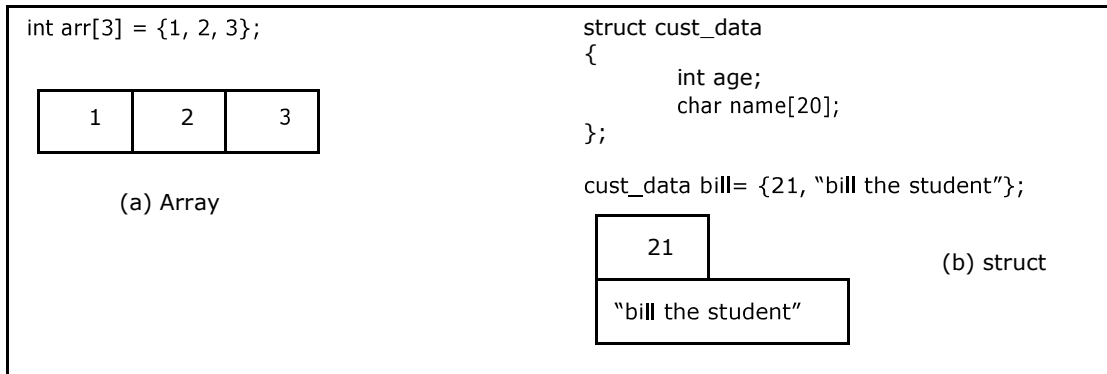 int arr[3] = {1, 2, 3};
1 2 3
(a) Array
struct cust_data
{
int age;
char name[20];
};
cust_data bill= {21, “bill the student”};
21
(b) struct
“bill the student”